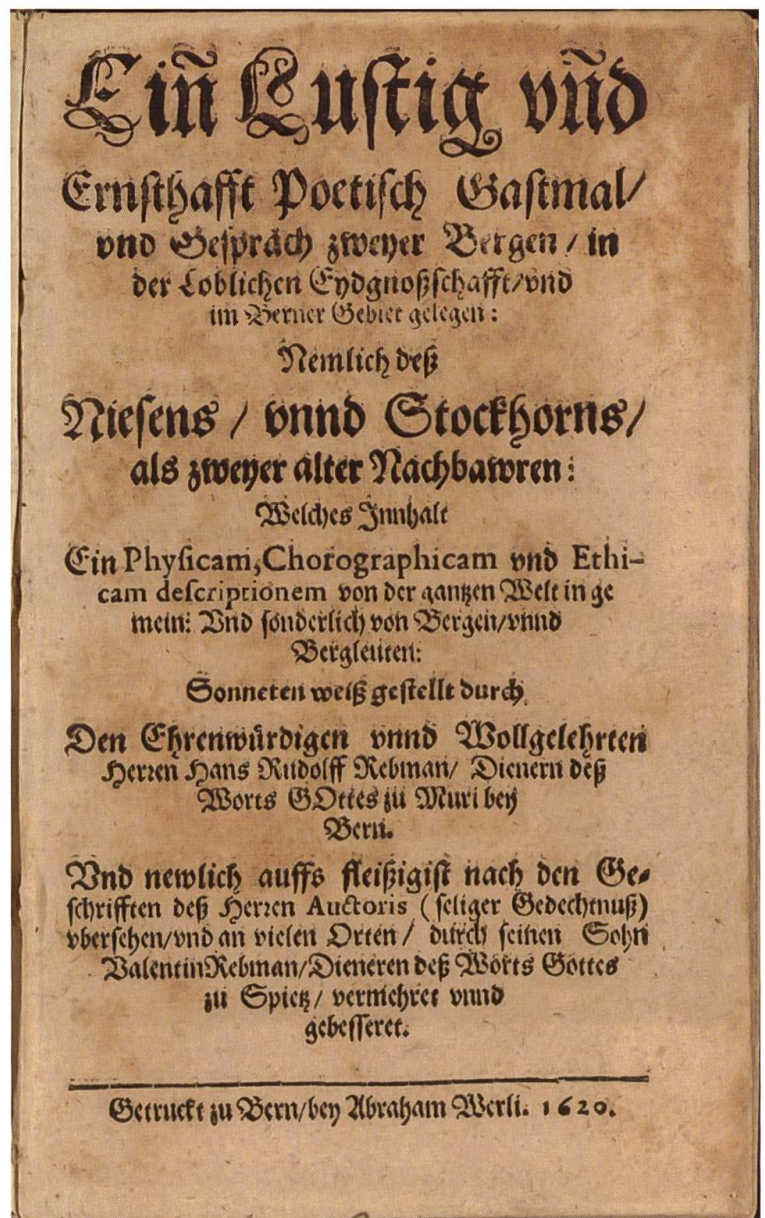 Ein̄ Lustig vn̄d
Ernsthafft Poetisch Gastmal/
vnd Gespräch zweyer Bergen/ in
der Loblichen Eydgnoßschafft/vnd
im Berner Gebiet gelegen:
Nemlich deß
Niesens / vnnd Stockhorns/
als zweyer alter Nachbawren:
Welches Innhalt
Ein Physicam, Chorographicam vnd Ethi-
cam descriptionem von der gantzen Welt in ge
mein: Vnd sonderlich von Bergen/vnnd
Bergleuten:
Sonneten weiß gestellt durch
Den Ehrenwürdigen vnnd Wollgelehrten
Herren Hans Rudolff Rebman/ Dienern deß
Worts GOttes zu Muri bey
Bern.
Vnd newlich auffs fleißigist nach den Ge-
schrifften deß Herren Auctoris (seliger Gedechtnuß)
vbersehen/vnd an vielen Orten/ durch seinen Sohn
Valentin Rebman/Dieneren deß Worts Gottes
zu Spietz/ vermehret vnnd
gebesseret.
Getruckt zu Bern/bey Abraham Werli. 1620.